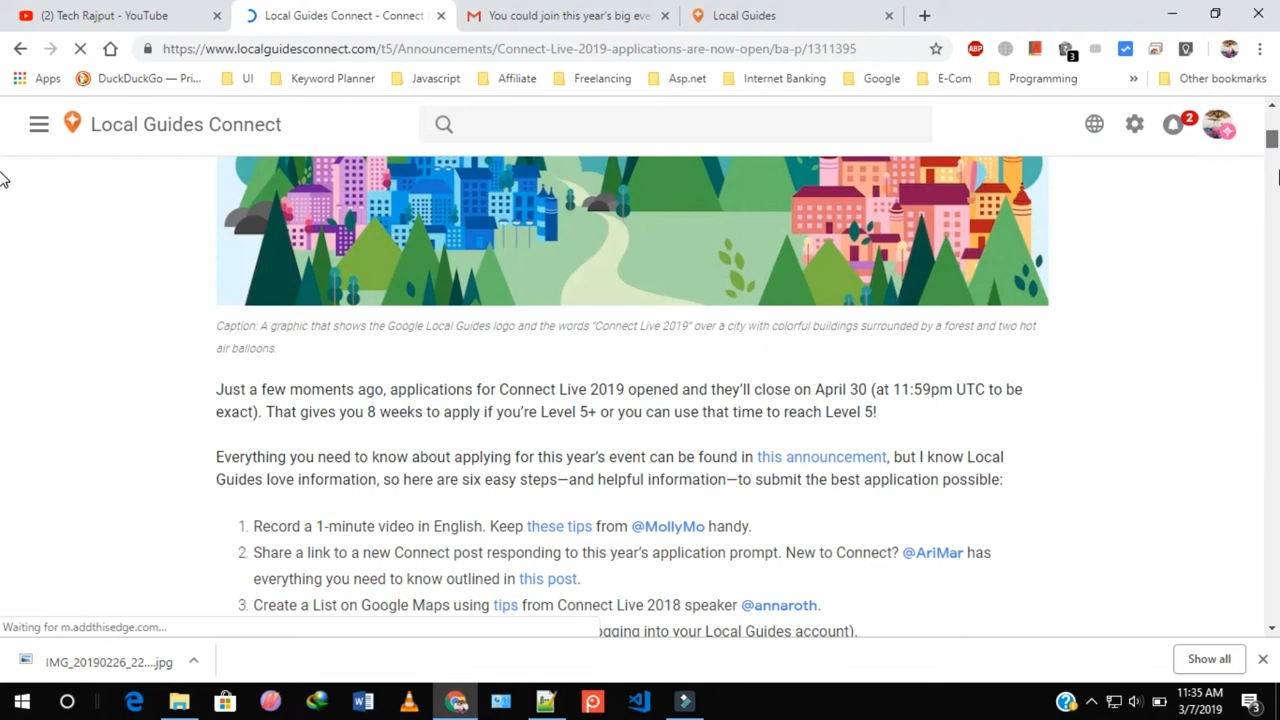 (2) Tech Rajput - YouTube
Local Guides Connect - Connect
You could join this year's big eve
Local Guides
https://www.localguidesconnect.com/t5/Announcements/Connect-Live-2019-applications-are-now-open/ba-p/1311395
ABP
3
Apps
DuckDuckGo — Pri...
UI
Keyword Planner
Javascript
Affiliate
Freelancing
Asp.net
Internet Banking
Google
E-Com
Programming
»
Other bookmarks
Local Guides Connect
2
Caption: A graphic that shows the Google Local Guides logo and the words "Connect Live 2019" over a city with colorful buildings surrounded by a forest and two hot
air balloons.
Just a few moments ago, applications for Connect Live 2019 opened and they'll close on April 30 (at 11:59pm UTC to be
exact). That gives you 8 weeks to apply if you're Level 5+ or you can use that time to reach Level 5!
Everything you need to know about applying for this year's event can be found in this announcement, but I know Local
Guides love information, so here are six easy steps—and helpful information—to submit the best application possible:
1. Record a 1-minute video in English. Keep these tips from @MollyMo handy.
2. Share a link to a new Connect post responding to this year's application prompt. New to Connect? @AriMar has
everything you need to know outlined in this post.
3. Create a List on Google Maps using tips from Connect Live 2018 speaker @annaroth.
ogging into your Local Guides account).
Waiting for m.addthisedge.com...
IMG_20190226_22....jpg
Show all
11:35 AM
3/7/2019
3